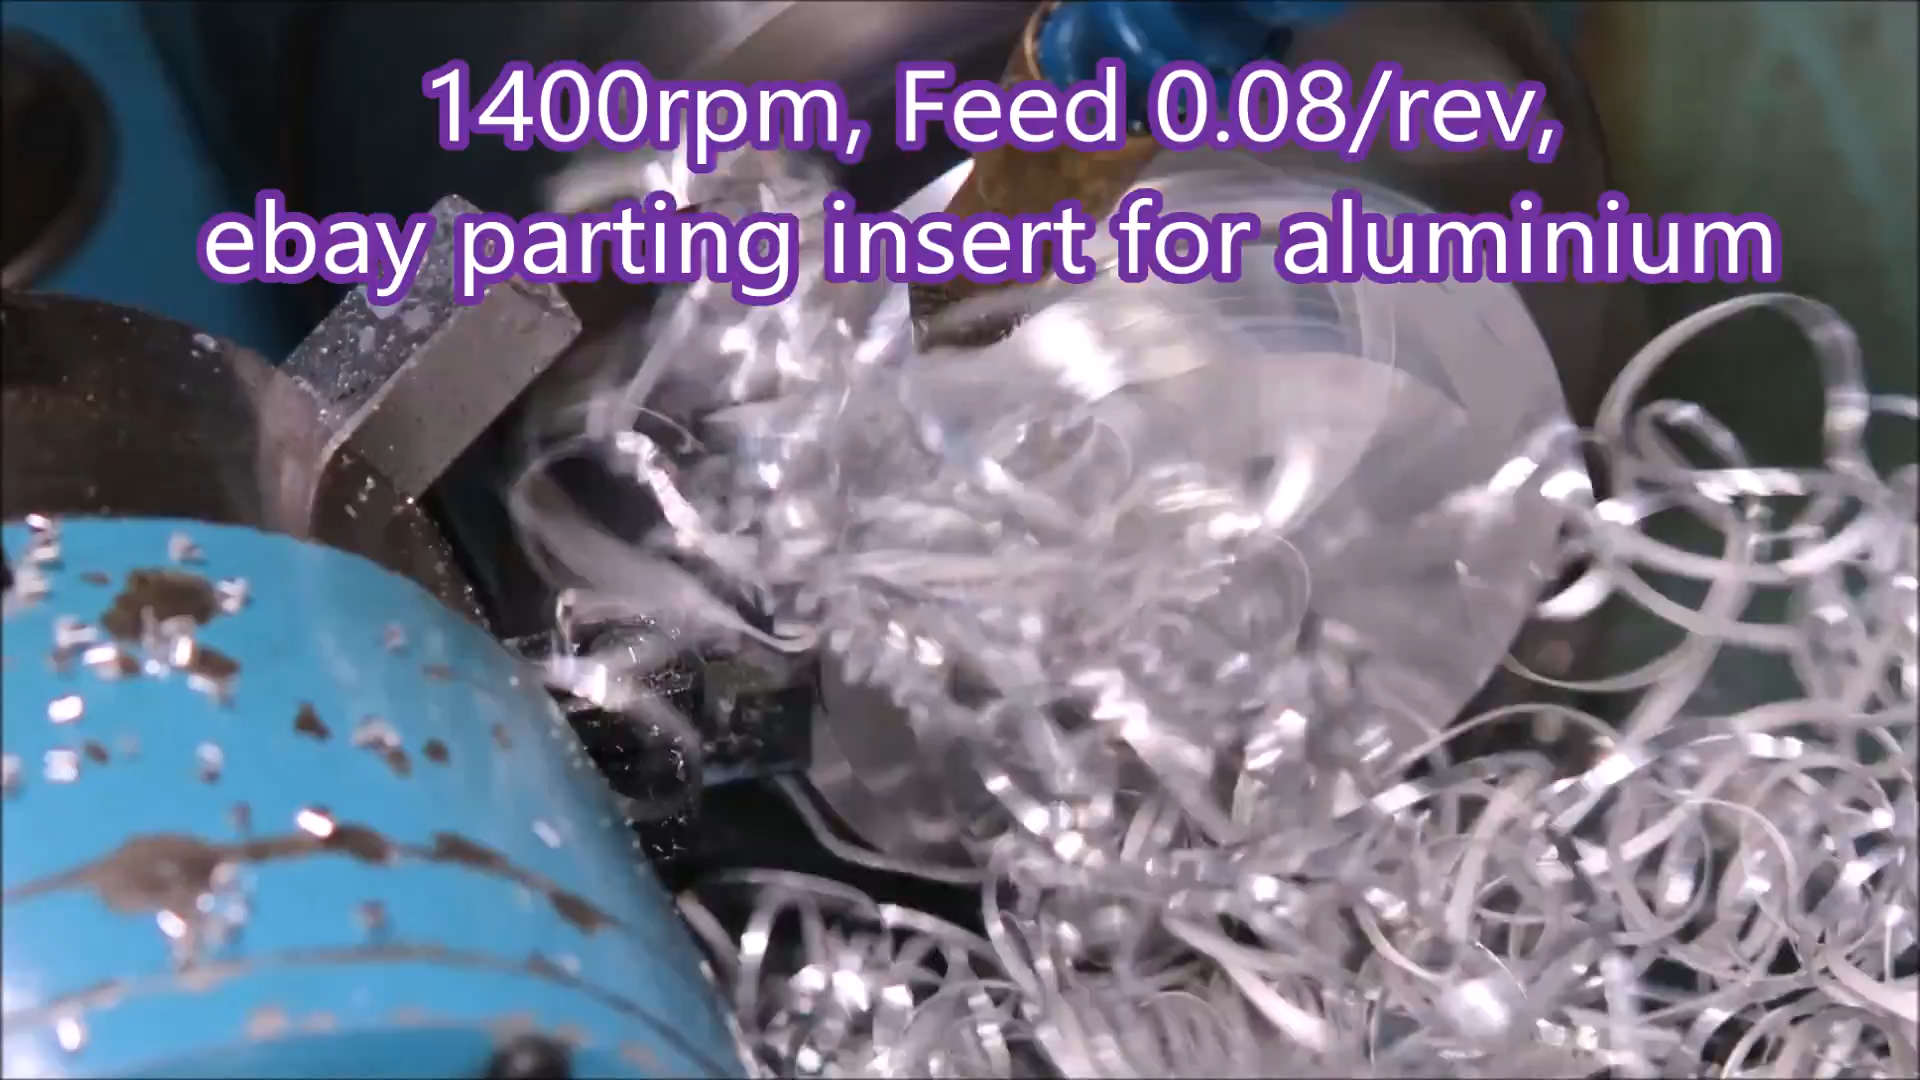 1400rpm, Feed 0.08/rev,
ebay parting insert for aluminium